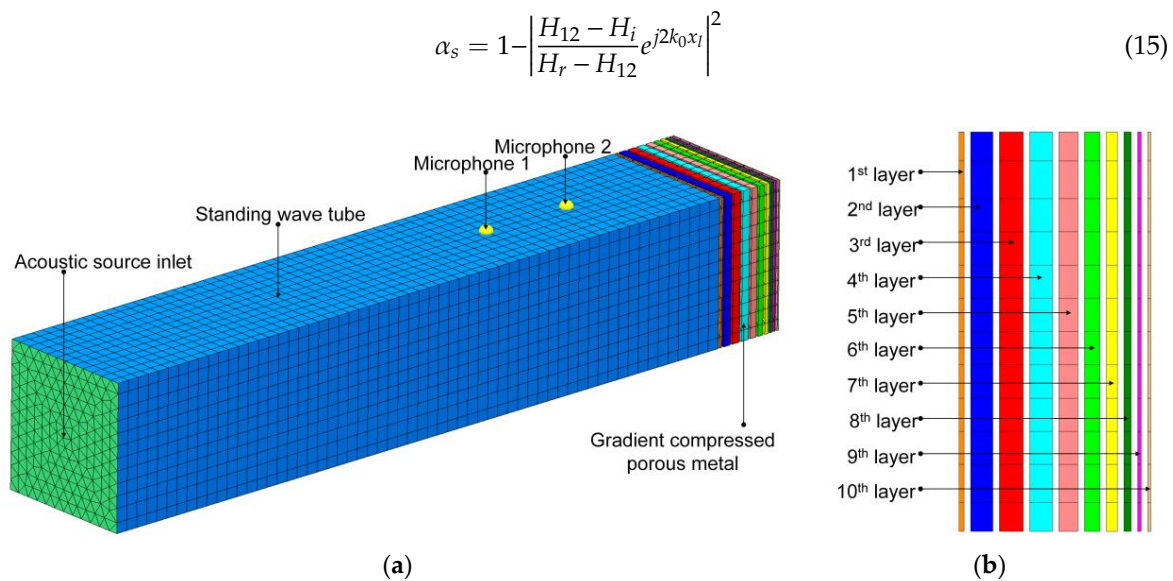 α_s = 1−|(H_12 − H_i)/(H_r − H_12) e^{j2k_0x_l}|^2 (15)
Microphone 2
Microphone 1
Standing wave tube
Acoustic source inlet
Gradient compressed
porous metal
1st layer
2nd layer
3rd layer
4th layer
5th layer
6th layer
7th layer
8th layer
9th layer
10th layer
(a) (b)